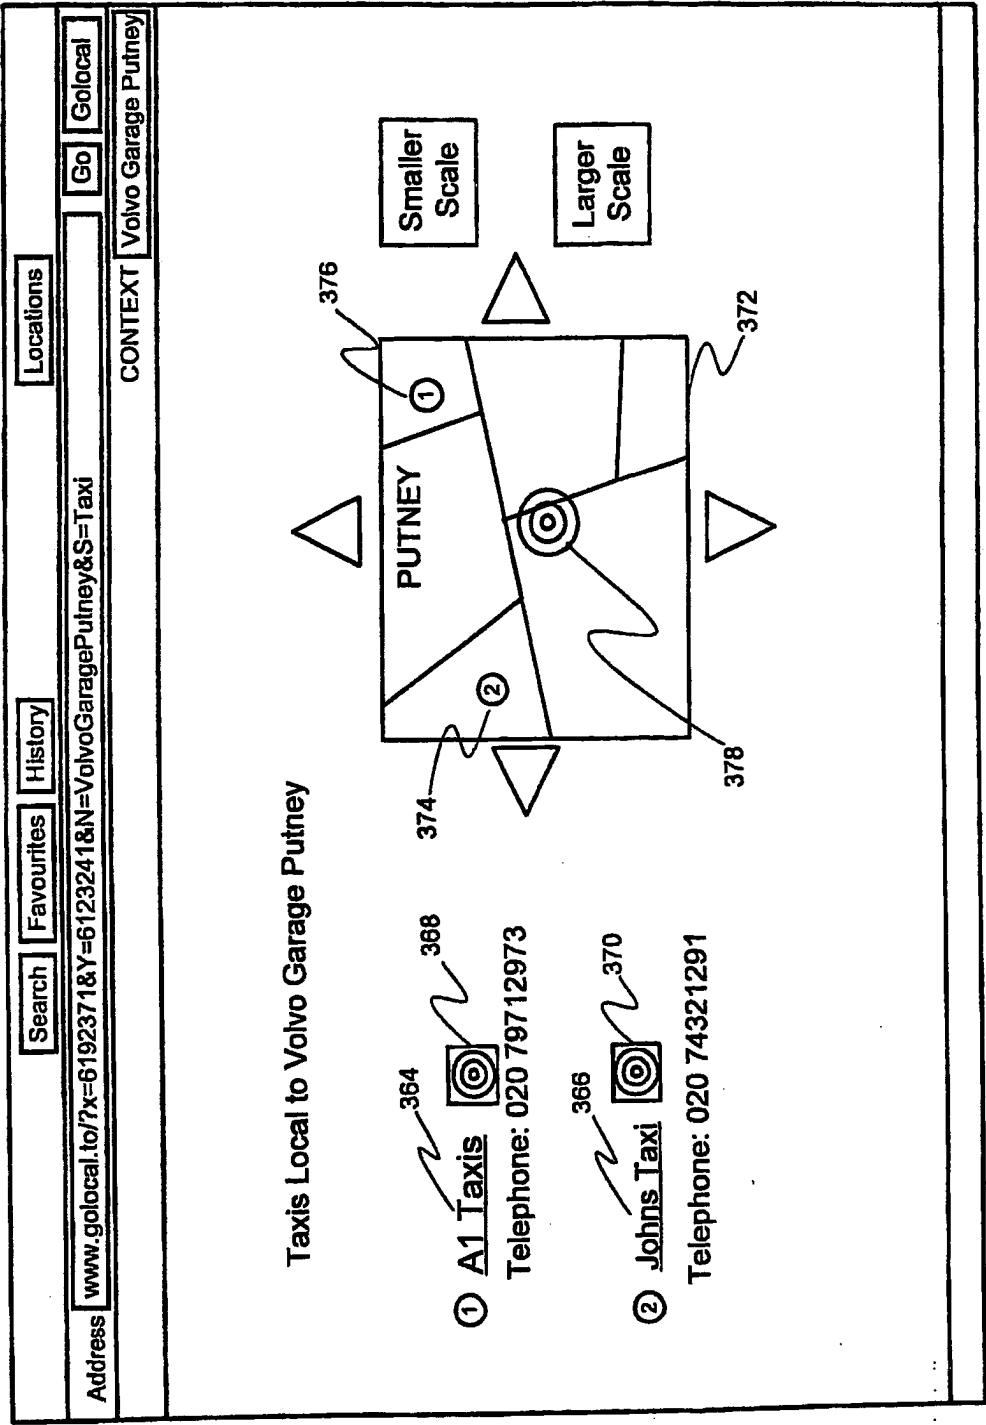 Search Favourites History Locations
Address www.golocal.to/?x=6192371&Y=6123241&N=VolvoGaragePutney&S=Taxi Go Golocal
CONTEXT Volvo Garage Putney
Taxis Local to Volvo Garage Putney
1 A1 Taxis
364
368
Telephone: 020 79712973
2 Johns Taxi
366
370
Telephone: 020 74321291
374
376
PUTNEY
1
2
378
372
Smaller
Scale
Larger
Scale